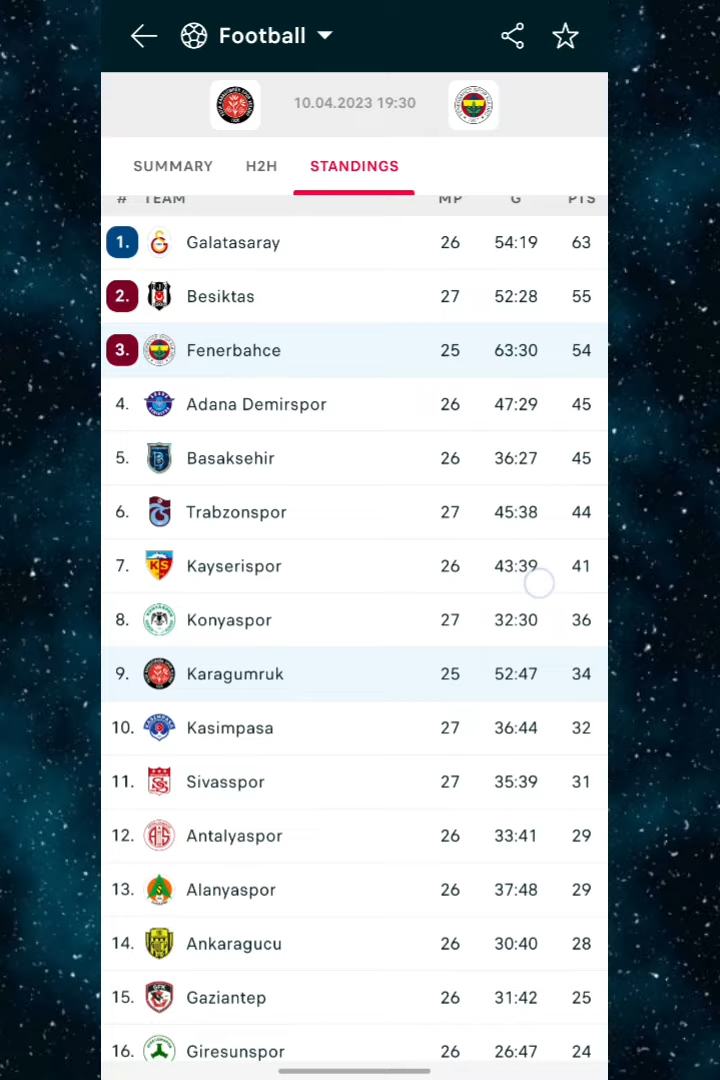 Football
10.04.2023 19:30
SUMMARY H2H STANDINGS
# TEAM MP G PTS
1. Galatasaray 26 54:19 63
2. Besiktas 27 52:28 55
3. Fenerbahce 25 63:30 54
4. Adana Demirspor 26 47:29 45
5. Basaksehir 26 36:27 45
6. Trabzonspor 27 45:38 44
7. Kayserispor 26 43:39 41
8. Konyaspor 27 32:30 36
9. Karagumruk 25 52:47 34
10. Kasimpasa 27 36:44 32
11. Sivasspor 27 35:39 31
12. Antalyaspor 26 33:41 29
13. Alanyaspor 26 37:48 29
14. Ankaragucu 26 30:40 28
15. Gaziantep 26 31:42 25
16. Giresunspor 26 26:47 24